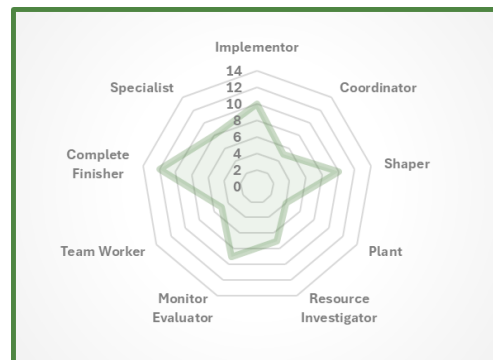 Implementor
Specialist
Coordinator
Complete
Finisher
Shaper
Team Worker
Plant
Monitor
Evaluator
Resource
Investigator
14
12
10
8
6
4
2
0